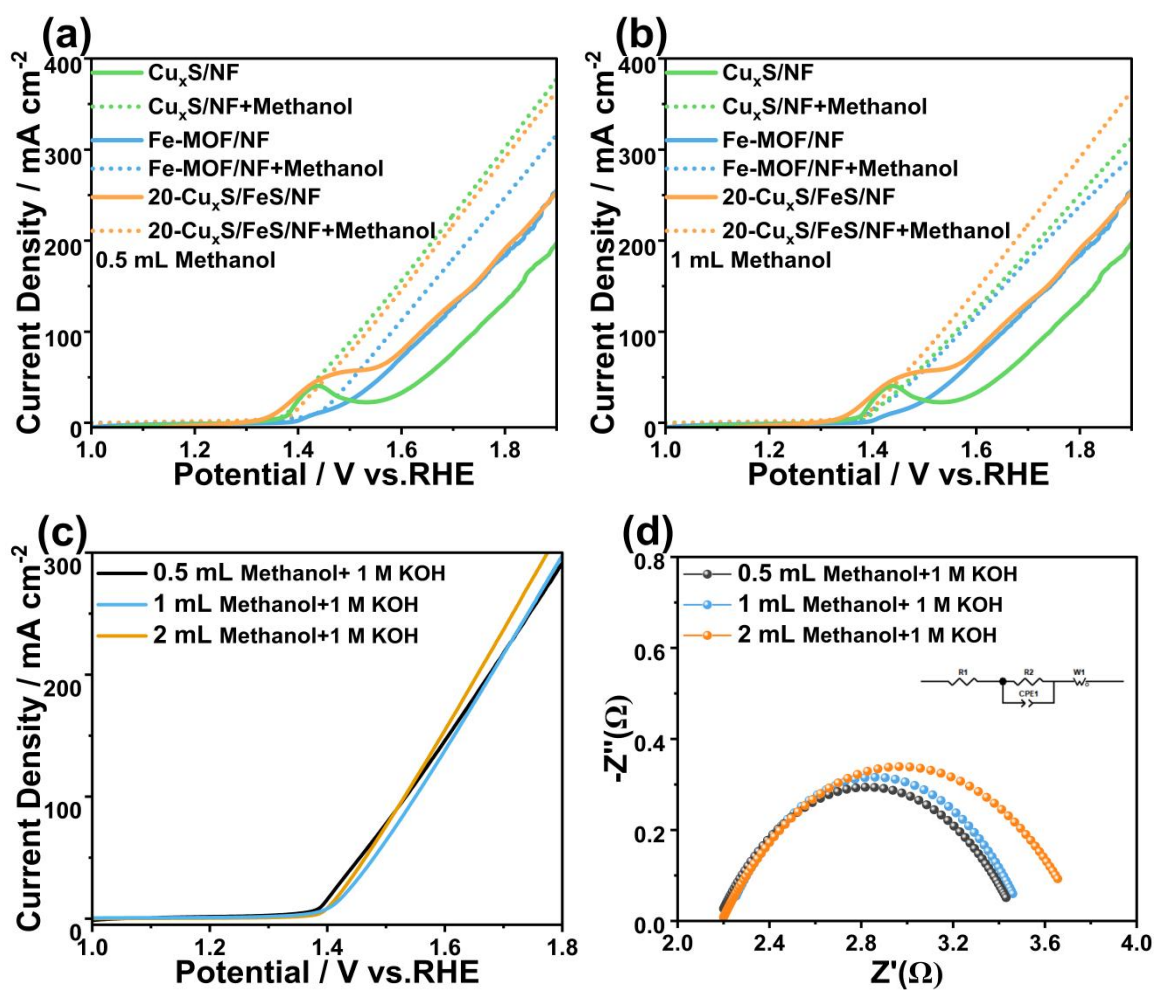 (a)
Current Density / mA cm⁻²
400
300
200
100
0
CuₓS/NF
CuₓS/NF+Methanol
Fe-MOF/NF
Fe-MOF/NF+Methanol
20-CuₓS/FeS/NF
20-CuₓS/FeS/NF+Methanol
0.5 mL Methanol
1.0 1.2 1.4 1.6 1.8
Potential / V vs.RHE
(b)
Current Density / mA cm⁻²
400
300
200
100
0
CuₓS/NF
CuₓS/NF+Methanol
Fe-MOF/NF
Fe-MOF/NF+Methanol
20-CuₓS/FeS/NF
20-CuₓS/FeS/NF+Methanol
1 mL Methanol
1.0 1.2 1.4 1.6 1.8
Potential / V vs.RHE
(c)
Current Density / mA cm⁻²
300
200
100
0
0.5 mL Methanol+ 1 M KOH
1 mL Methanol+1 M KOH
2 mL Methanol+1 M KOH
1.0 1.2 1.4 1.6 1.8
Potential / V vs.RHE
(d)
-Z''(Ω)
0.8
0.6
0.4
0.2
0.0
0.5 mL Methanol+1 M KOH
1 mL Methanol+ 1 M KOH
2 mL Methanol+1 M KOH
R1 R2 W1
CPE1
2.0 2.4 2.8 3.2 3.6 4.0
Z'(Ω)